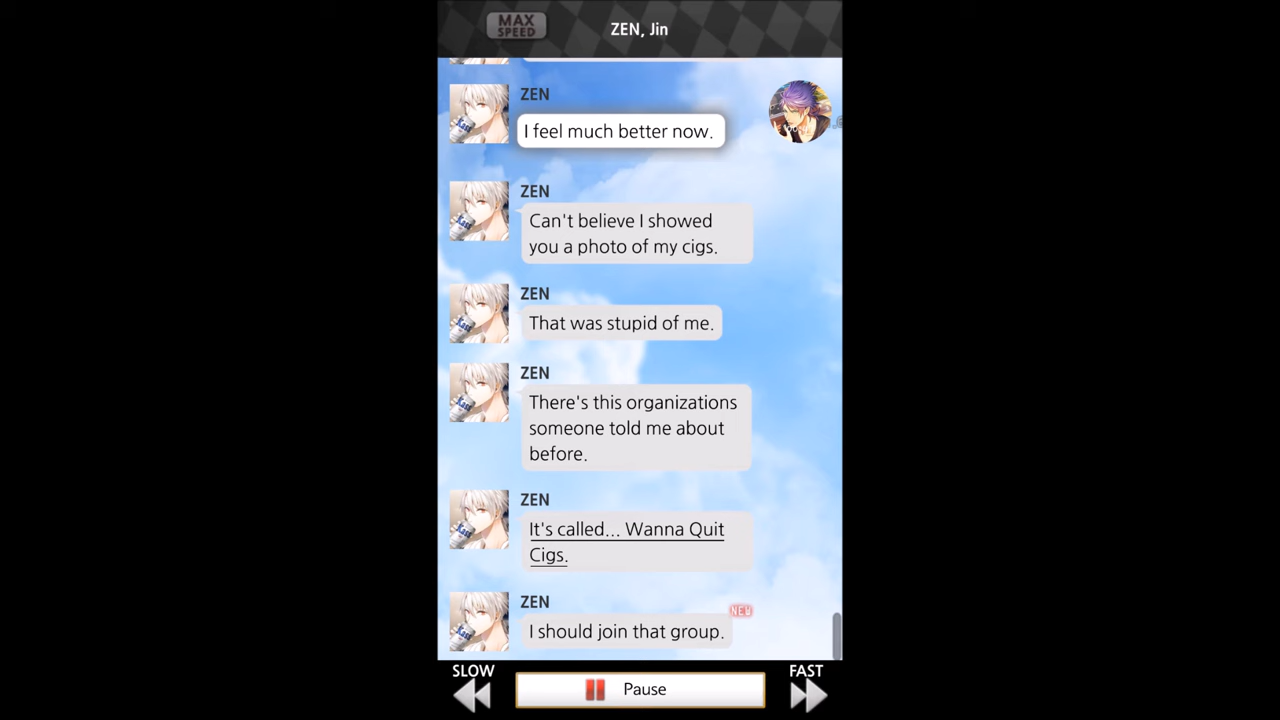 MAX
SPEED
ZEN, Jin
ZEN
I feel much better now.
ZEN
Can't believe I showed
you a photo of my cigs.
ZEN
That was stupid of me.
ZEN
There's this organizations
someone told me about
before.
ZEN
It's called... Wanna Quit
Cigs.
ZEN
NEW
I should join that group.
SLOW
Pause
FAST